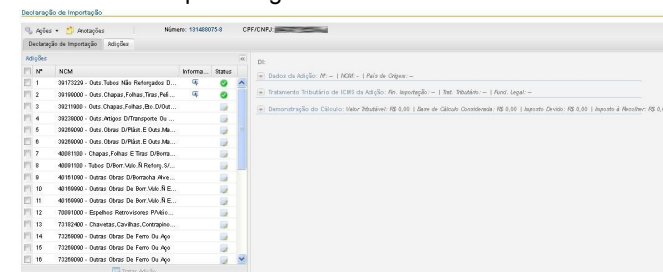 Declaração de Importação
Ações Anotações Número: 131488075-8 CPF/CNPJ:
Declaração de Importação Adições
Adições
Nº NCM Informa... Status
1 39173229 - Outs.Tubos Não Reforçados D...
2 39199000 - Outs.Chapas,Folhas,Tiras,Peli...
3 39211900 - Outs.Chapas,Folhas,Etc.D/Out...
4 39239000 - Outs.Artigos D/Transporte Ou ...
5 39269090 - Outs.Obras D/Plást.E Outs.Ma...
6 39269090 - Outs.Obras D/Plást.E Outs.Ma...
7 40081100 - Chapas,Folhas E Tiras D/Borra...
8 40091100 - Tubos D/Borr.Vulc.Ñ Reforç.S/...
9 40161090 - Outras Obras D/Borracha Alve...
10 40169990 - Outras Obras De Borr.Vulc.Ñ E...
11 40169990 - Outras Obras De Borr.Vulc.Ñ E...
12 70091000 - Espelhos Retrovisores P/Veíc...
13 73182400 - Chavetas,Cavilhas,Contrapino...
14 73269090 - Outras Obras De Ferro Ou Aço
15 73269090 - Outras Obras De Ferro Ou Aço
16 73269090 - Outras Obras De Ferro Ou Aço
DI:
Dados da Adição: Nº: -- | NCM: -- | País de Origem: --
Tratamento Tributário de ICMS da Adição: Fin. Importação: -- | Trat. Tributário: -- | Fund. Legal: --
Demonstração do Cálculo: Valor Tributável: R$ 0,00 | Base de Cálculo Considerada: R$ 0,00 | Imposto Devido: R$ 0,00 | Imposto à Recolher: R$ 0,